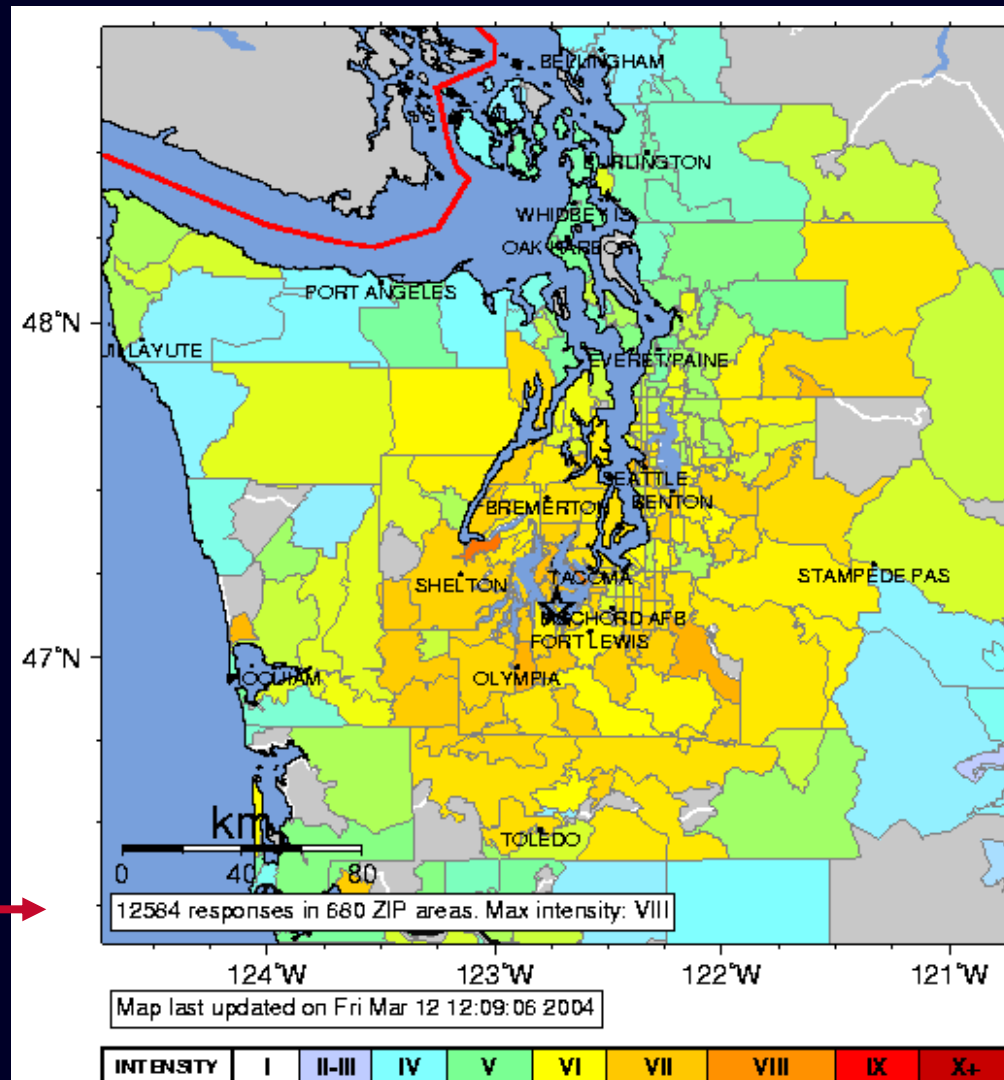 BELLINGHAM
BURLINGTON
WHIDBEY IS
OAK HARBOR
PORT ANGELES
48°N
LAYUTE
EVERET/PAINE
SEATTLE
BREMERTON RENTON
SHELTON TACOMA STAMPEDE PAS
MCCHORD AFB
47°N
FORT LEWIS
OLYMPIA
HOQUIAM
km
TOLEDO
0 40 80
12584 responses in 680 ZIP areas. Max intensity: VIII
124°W 123°W 122°W 121°W
Map last updated on Fri Mar 12 12:09:06 2004
INTENSITY I II-III IV V VI VII VIII IX X+